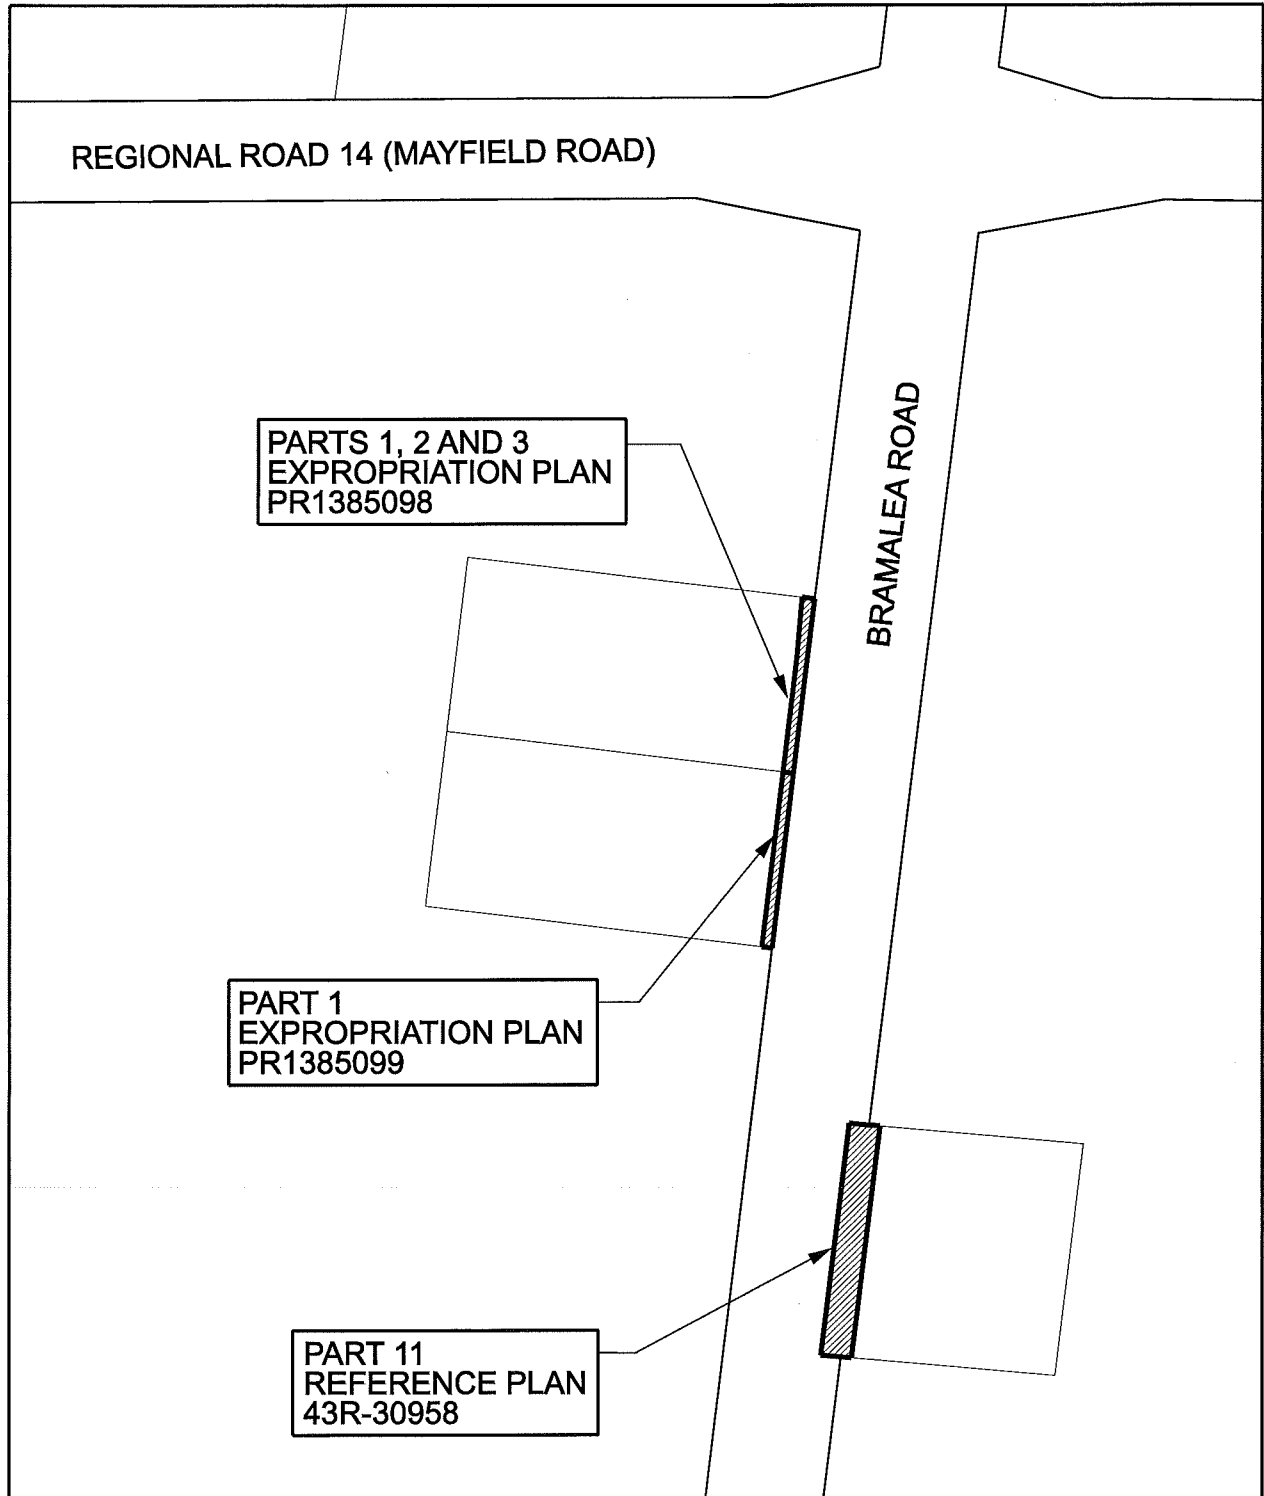 REGIONAL ROAD 14 (MAYFIELD ROAD)
BRAMALEA ROAD
PARTS 1, 2 AND 3
EXPROPRIATION PLAN
PR1385098
PART 1
EXPROPRIATION PLAN
PR1385099
PART 11
REFERENCE PLAN
43R-30958